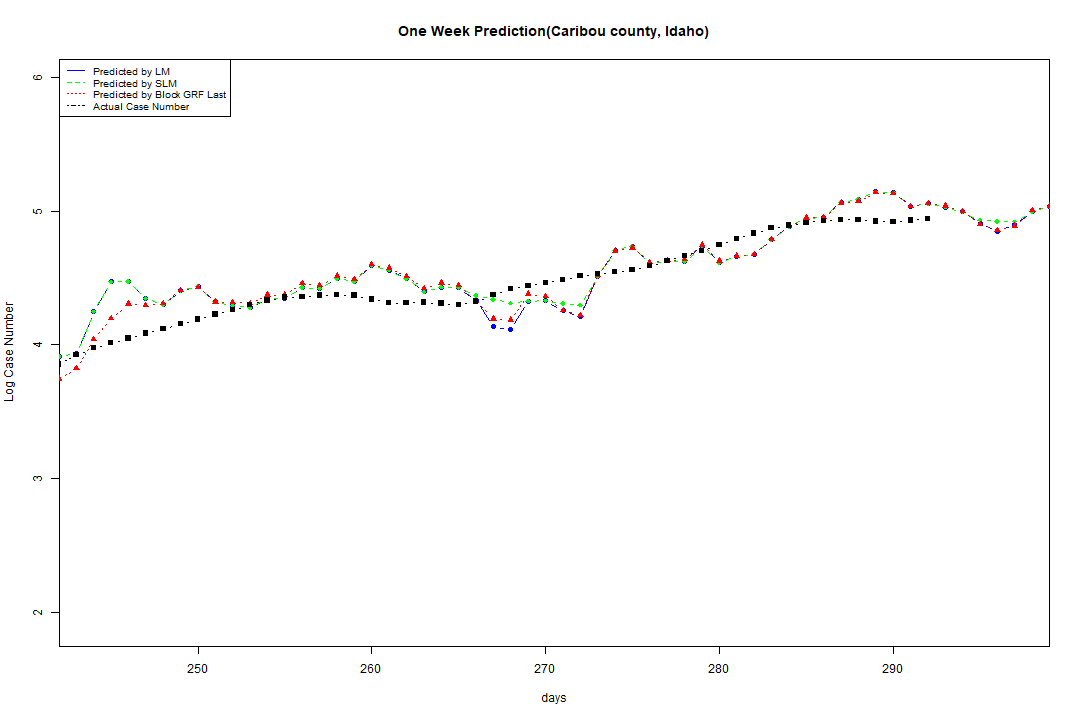 One Week Prediction(Caribou county, Idaho)
Predicted by LM
Predicted by SLM
Predicted by Block GRF Last
Actual Case Number
6
5
4
3
2
Log Case Number
250 260 270 280 290
days